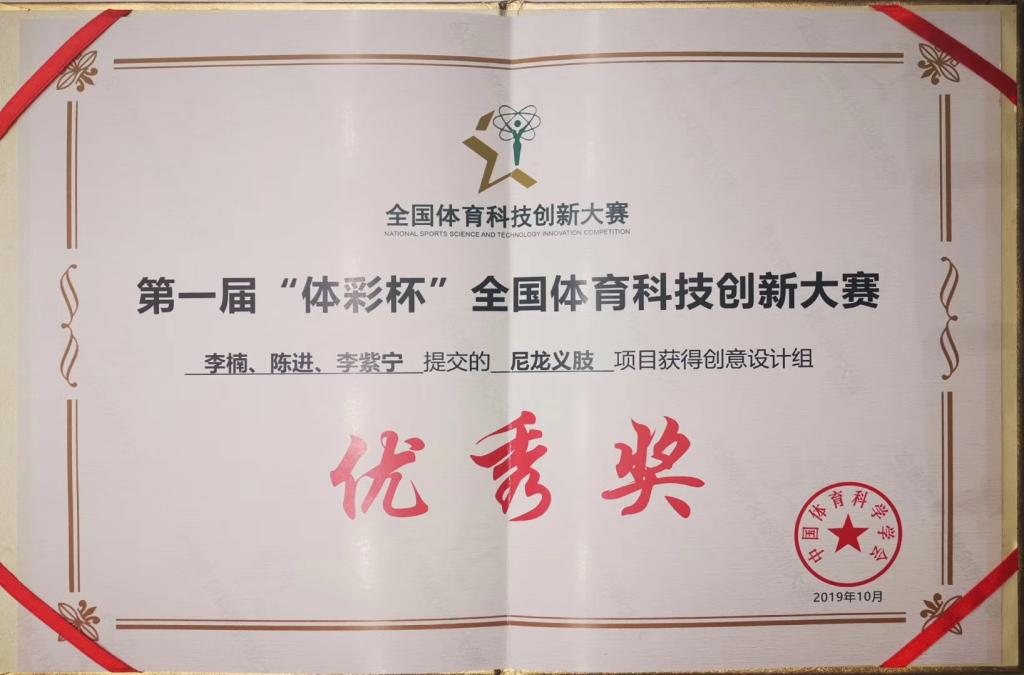 全国体育科技创新大赛
NATIONAL SPORTS SCIENCE AND TECHNOLOGY INNOVATION COMPETITION
第一届“体彩杯”全国体育科技创新大赛
李楠、陈进、李紫宁 提交的 尼龙义肢 项目获得创意设计组
优秀奖
中国体育科学学会
2019年10月